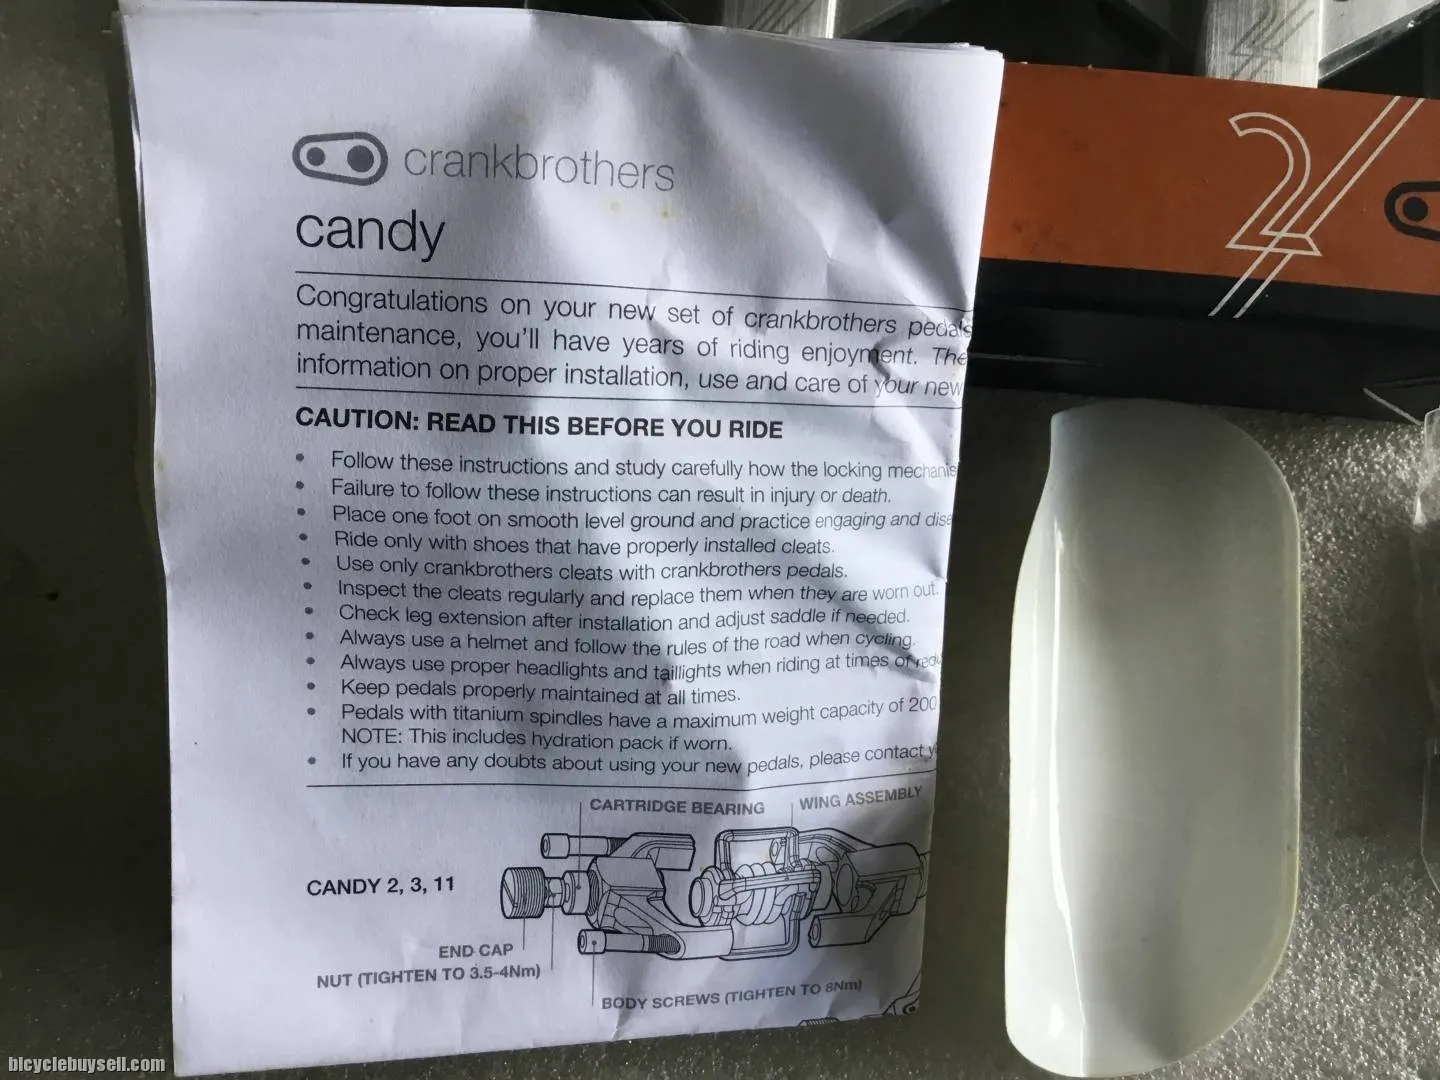 crankbrothers
candy
Congratulations on your new set of crankbrothers pedals
maintenance, you'll have years of riding enjoyment. The
information on proper installation, use and care of your new
CAUTION: READ THIS BEFORE YOU RIDE
• Follow these instructions and study carefully how the locking
• Failure to follow these instructions can result in injury or death.
• Place one foot on smooth level ground and practice engaging and
• Ride only with shoes that have properly installed cleats.
• Use only crankbrothers cleats with crankbrothers pedals.
• Inspect the cleats regularly and replace them when they are worn out.
• Check leg extension after installation and adjust saddle if needed.
• Always use a helmet and follow the rules of the road when cycling.
• Always use proper headlights and taillights when riding at times of
• Keep pedals properly maintained at all times.
• Pedals with titanium spindles have a maximum weight capacity of 200
NOTE: This includes hydration pack if worn.
• If you have any doubts about using your new pedals, please contact
CARTRIDGE BEARING
WING ASSEMBLY
CANDY 2, 3, 11
END CAP
NUT (TIGHTEN TO 3.5-4Nm)
BODY SCREWS (TIGHTEN TO 8Nm)
2
bicyclebuysell.com